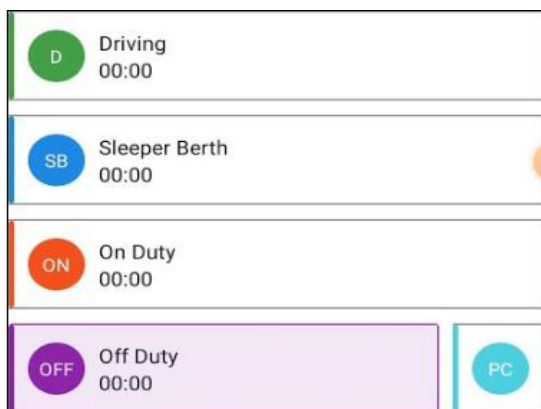 D
Driving
00:00
SB
Sleeper Berth
00:00
ON
On Duty
00:00
OFF
Off Duty
00:00
PC